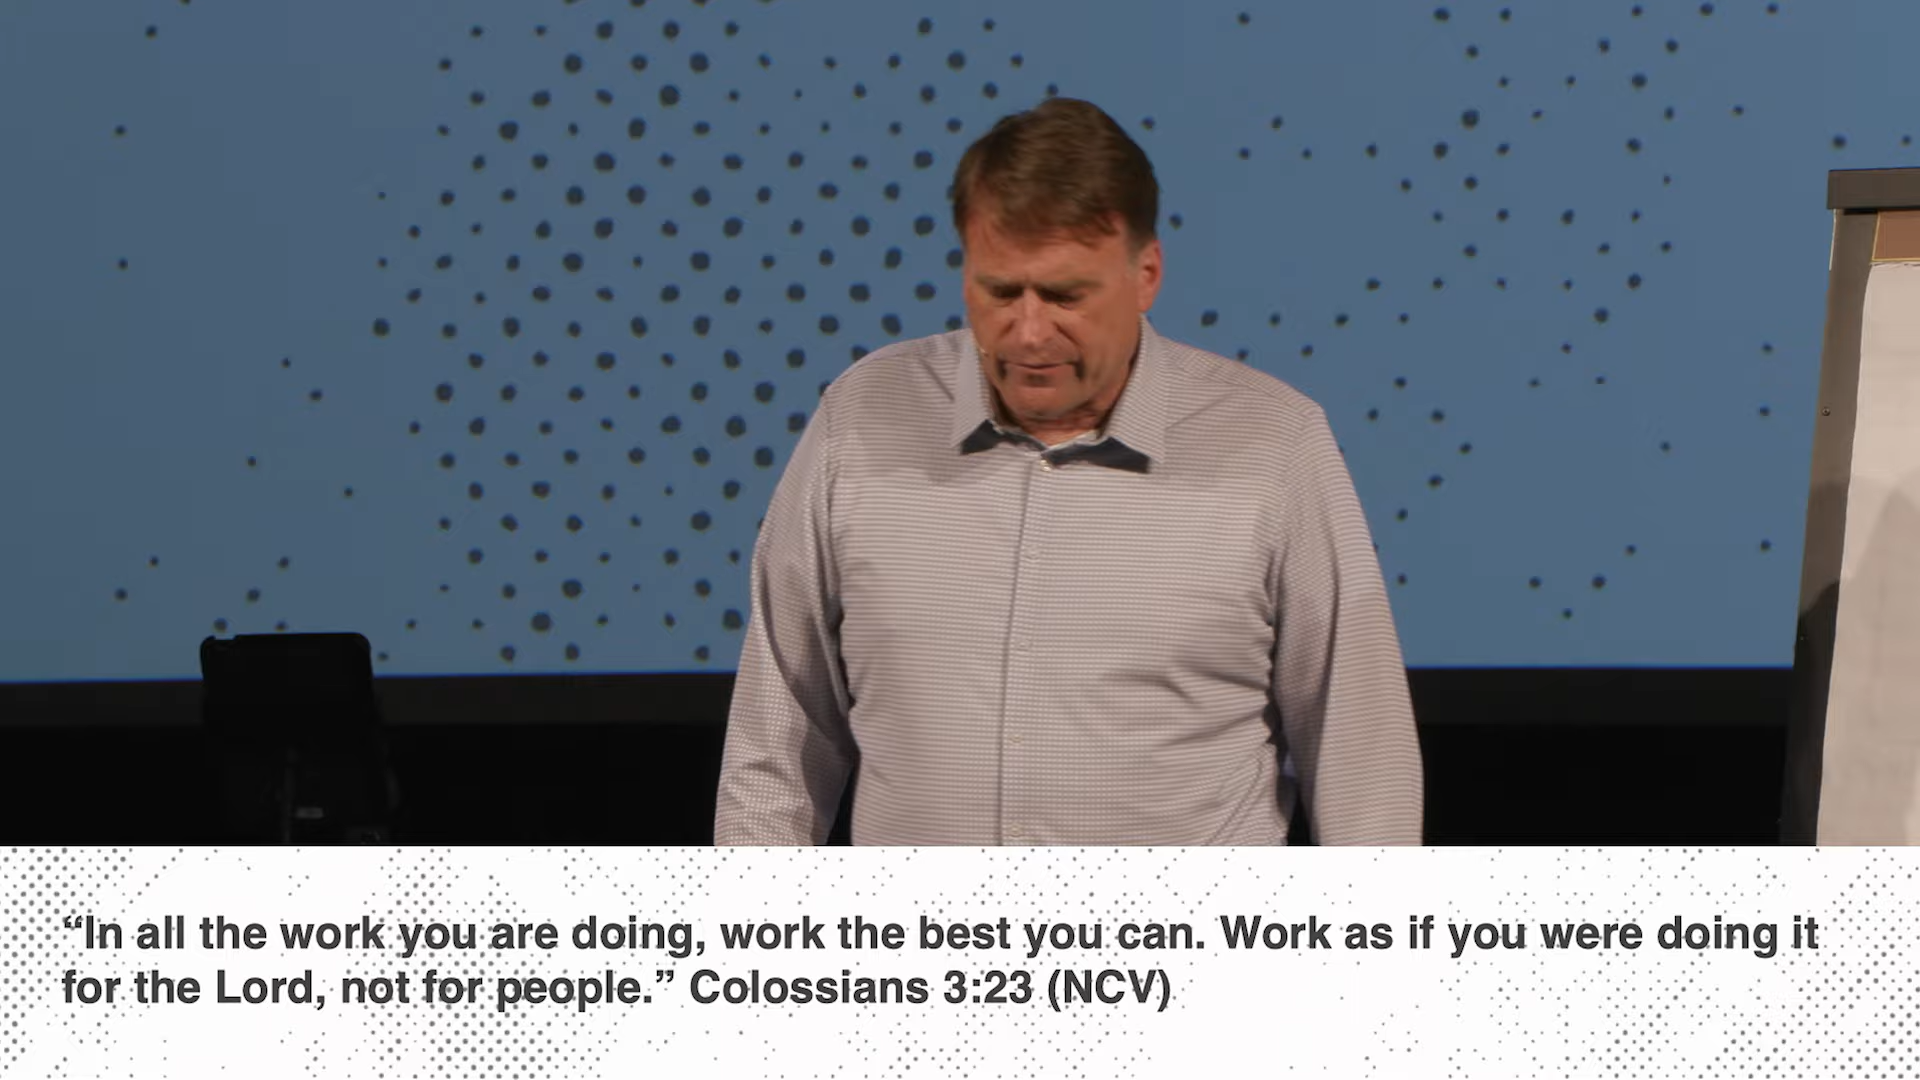 “In all the work you are doing, work the best you can. Work as if you were doing it
for the Lord, not for people.” Colossians 3:23 (NCV)